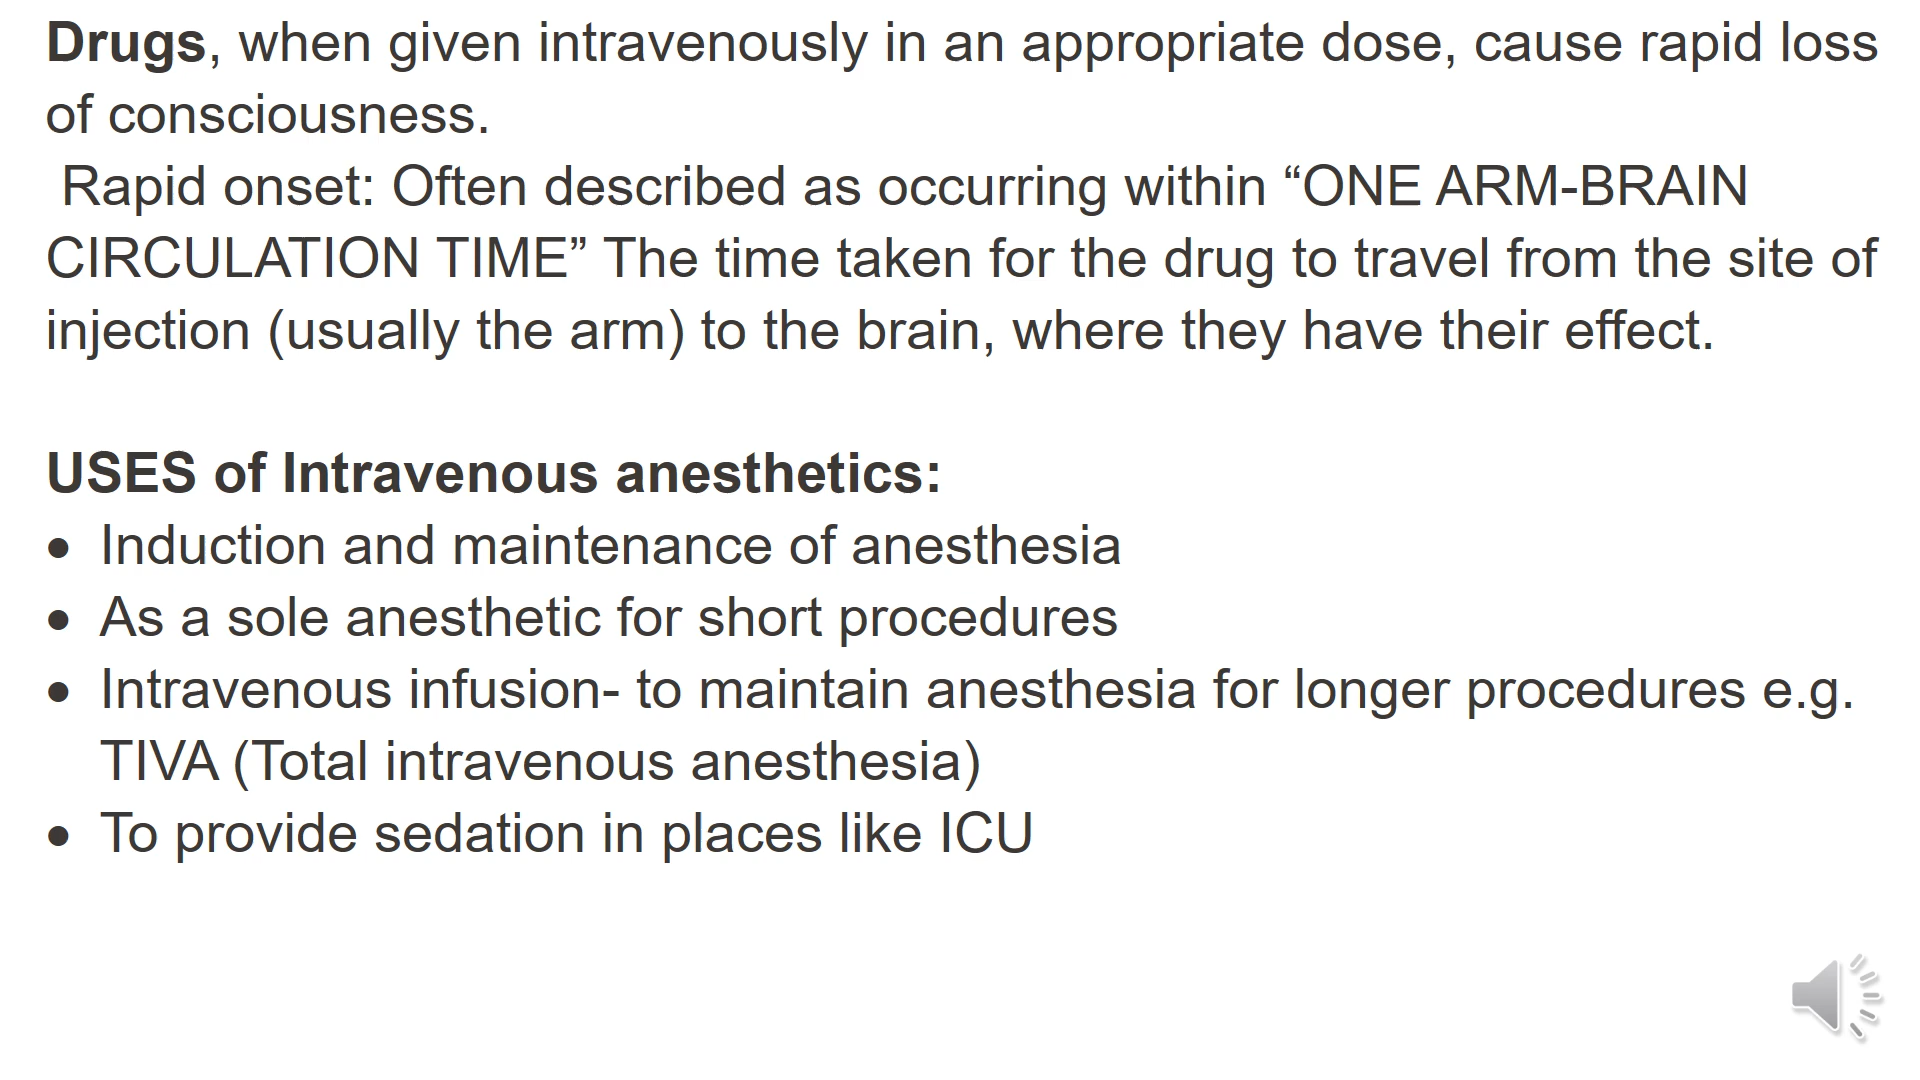 Drugs, when given intravenously in an appropriate dose, cause rapid loss
of consciousness.
Rapid onset: Often described as occurring within “ONE ARM-BRAIN
CIRCULATION TIME” The time taken for the drug to travel from the site of
injection (usually the arm) to the brain, where they have their effect.
USES of Intravenous anesthetics:
● Induction and maintenance of anesthesia
● As a sole anesthetic for short procedures
● Intravenous infusion- to maintain anesthesia for longer procedures e.g.
TIVA (Total intravenous anesthesia)
● To provide sedation in places like ICU